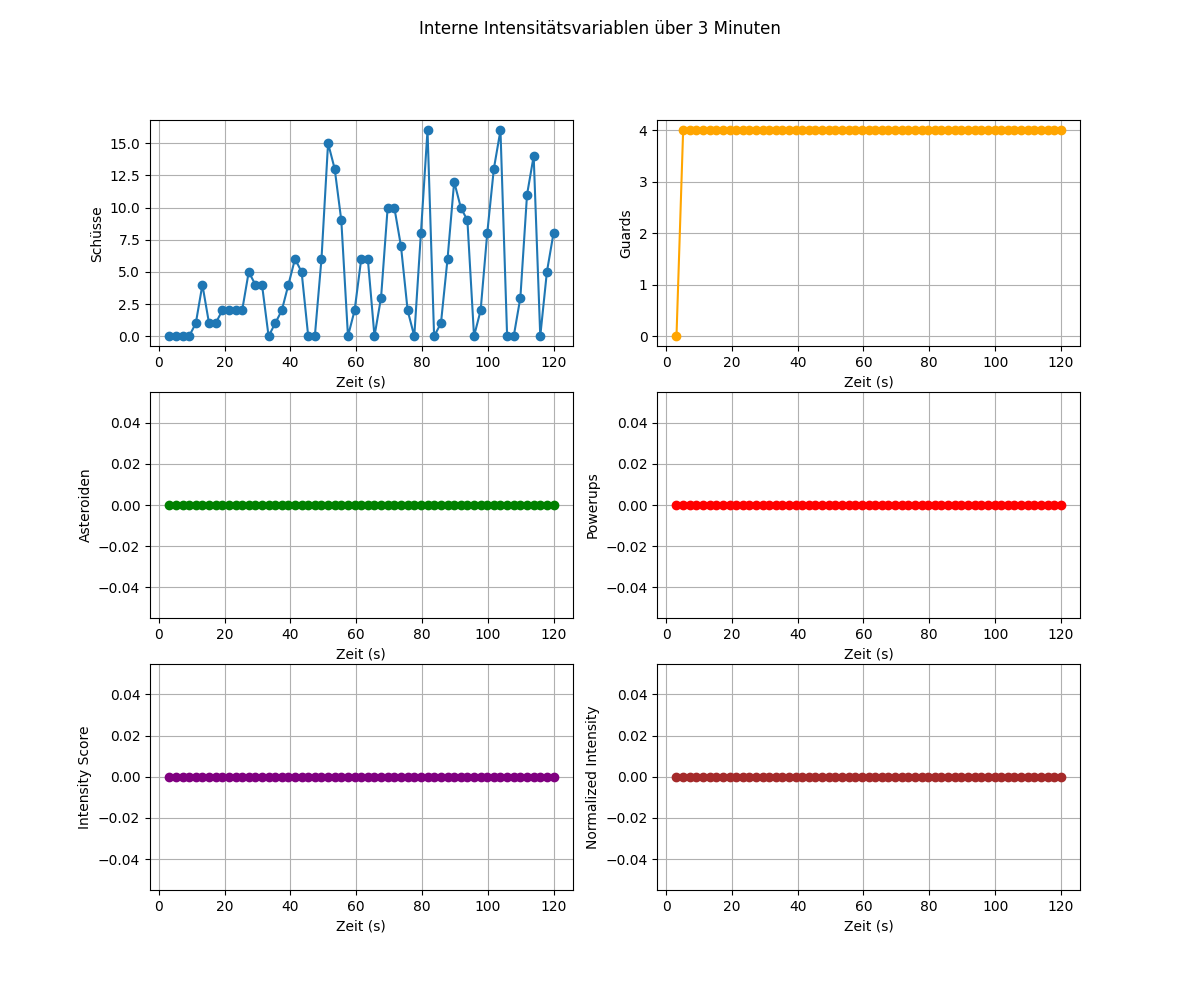 Interne Intensitätsvariablen über 3 Minuten
Schüsse
15.0
12.5
10.0
7.5
5.0
2.5
0.0
0 20 40 60 80 100 120
Zeit (s)
Guards
4
3
2
1
0
0 20 40 60 80 100 120
Zeit (s)
Asteroiden
0.04
0.02
0.00
−0.02
−0.04
0 20 40 60 80 100 120
Zeit (s)
Powerups
0.04
0.02
0.00
−0.02
−0.04
0 20 40 60 80 100 120
Zeit (s)
Intensity Score
0.04
0.02
0.00
−0.02
−0.04
0 20 40 60 80 100 120
Zeit (s)
Normalized Intensity
0.04
0.02
0.00
−0.02
−0.04
0 20 40 60 80 100 120
Zeit (s)